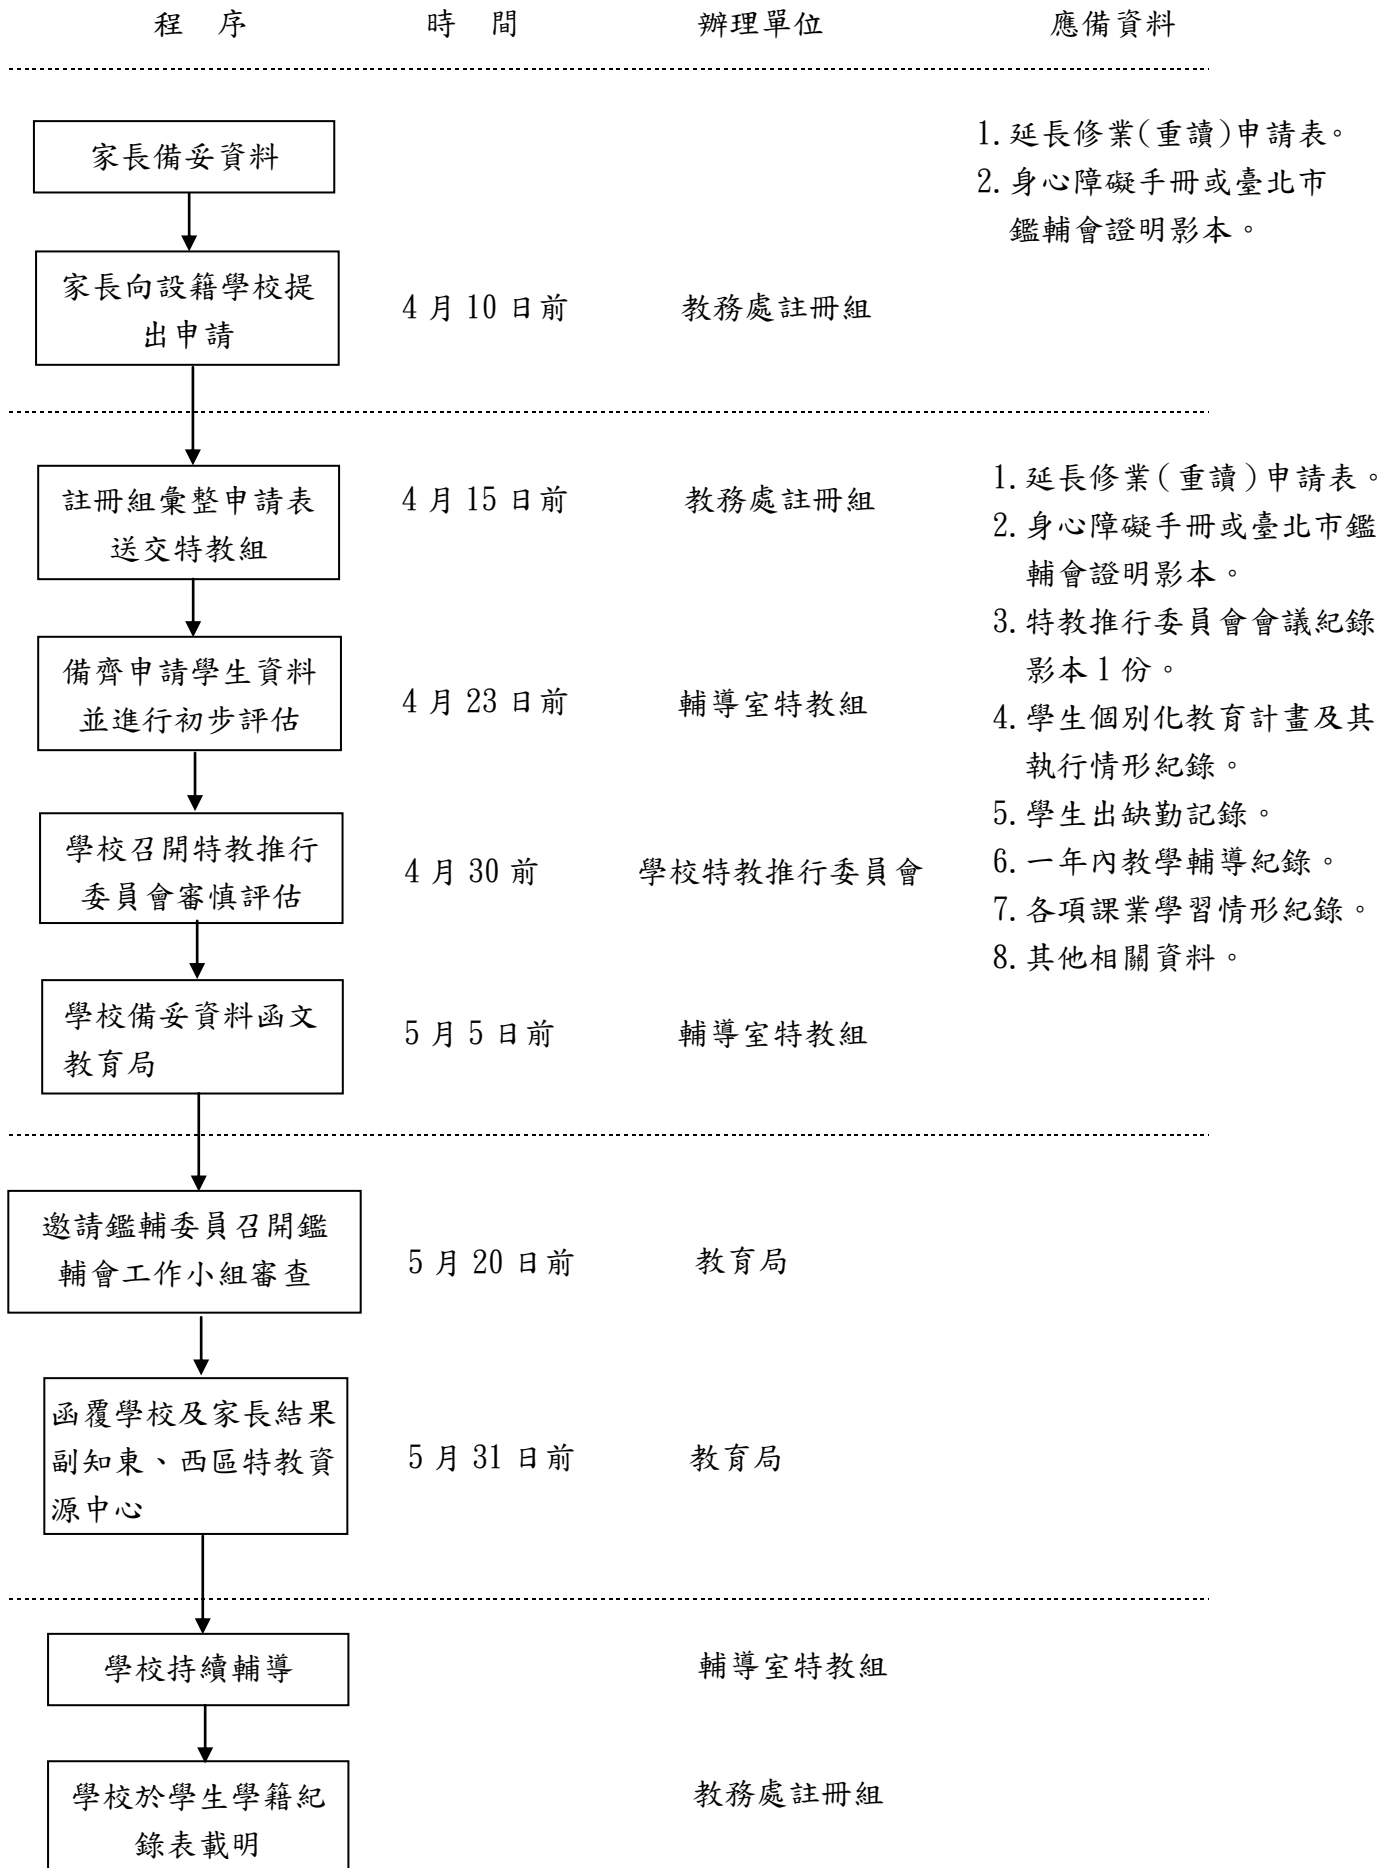 程 序 時 間 辦理單位 應備資料
家長備妥資料
1.延長修業(重讀)申請表。
2.身心障礙手冊或臺北市
鑑輔會證明影本。
家長向設籍學校提
出申請
4月10日前
教務處註冊組
註冊組彙整申請表
送交特教組
4月15日前
教務處註冊組
1.延長修業(重讀)申請表。
2.身心障礙手冊或臺北市鑑
輔會證明影本。
3.特教推行委員會會議紀錄
影本1份。
4.學生個別化教育計畫及其
執行情形紀錄。
5.學生出缺勤記錄。
6.一年內教學輔導紀錄。
7.各項課業學習情形紀錄。
8.其他相關資料。
備齊申請學生資料
並進行初步評估
4月23日前
輔導室特教組
學校召開特教推行
委員會審慎評估
4月30前
學校特教推行委員會
學校備妥資料函文
教育局
5月5日前
輔導室特教組
邀請鑑輔委員召開鑑
輔會工作小組審查
5月20日前
教育局
函覆學校及家長結果
副知東、西區特教資
源中心
5月31日前
教育局
學校持續輔導
輔導室特教組
學校於學生學籍紀
錄表載明
教務處註冊組